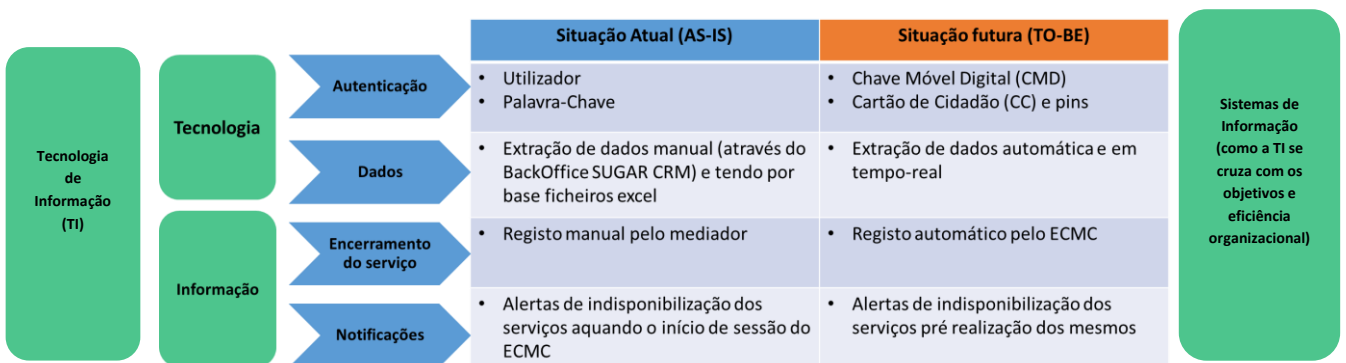 Tecnologia
de
Informação
(TI)
Tecnologia
Informação
Situação Atual (AS-IS)
Situação futura (TO-BE)
Autenticação
• Utilizador
• Palavra-Chave
• Chave Móvel Digital (CMD)
• Cartão de Cidadão (CC) e pins
Dados
• Extração de dados manual (através do
BackOffice SUGAR CRM) e tendo por
base ficheiros excel
• Extração de dados automática e em
tempo-real
Encerramento
do serviço
• Registo manual pelo mediador
• Registo automático pelo ECMC
Notificações
• Alertas de indisponibilização dos
serviços aquando o início de sessão do
ECMC
• Alertas de indisponibilização dos
serviços pré realização dos mesmos
Sistemas de
Informação
(como a TI se
cruza com os
objetivos e
eficiência
organizacional)